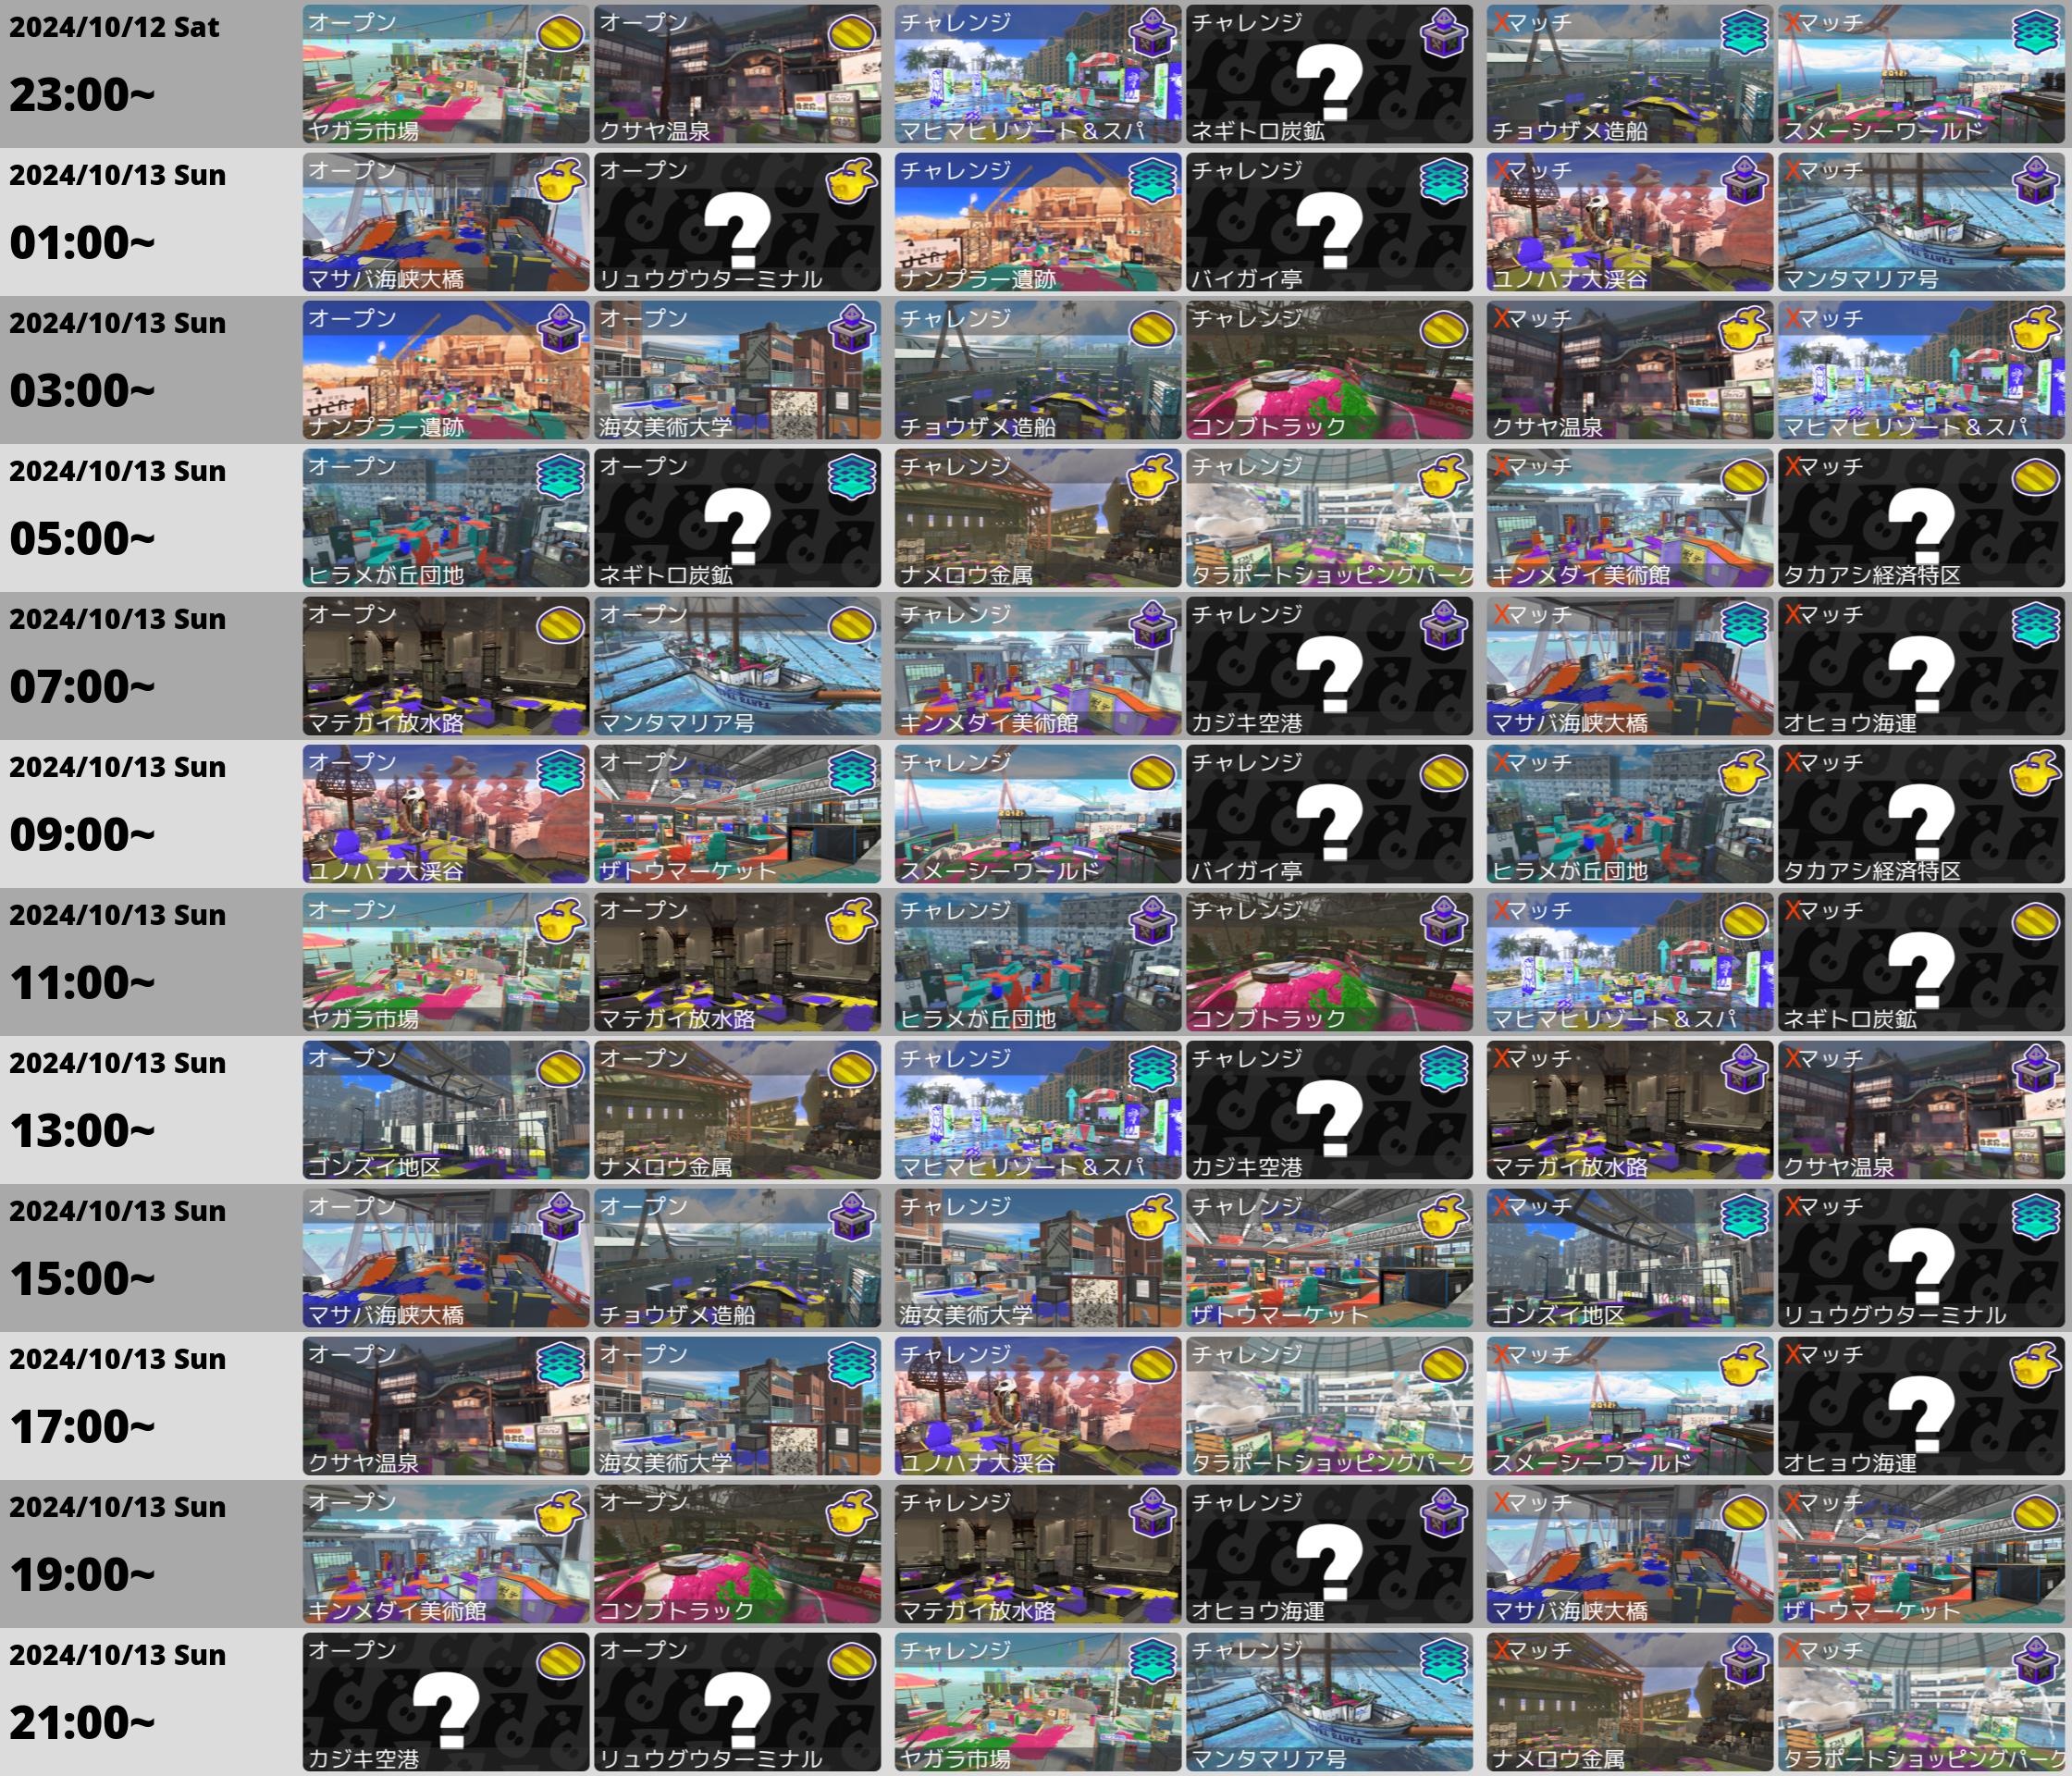 2024/10/12 Sat
23:00~
オープン オープン チャレンジ チャレンジ Xマッチ Xマッチ
ヤガラ市場 クサヤ温泉 マヒマヒリゾート＆スパ ネギトロ炭鉱 チョウザメ造船 スメーシーワールド
2024/10/13 Sun
01:00~
オープン オープン チャレンジ チャレンジ Xマッチ Xマッチ
マサバ海峡大橋 リュウグウターミナル ナンプラー遺跡 バイガイ亭 ユノハナ大渓谷 マンタマリア号
2024/10/13 Sun
03:00~
オープン オープン チャレンジ チャレンジ Xマッチ Xマッチ
ナンプラー遺跡 海女美術大学 チョウザメ造船 コンブトラック クサヤ温泉 マヒマヒリゾート＆スパ
2024/10/13 Sun
05:00~
オープン オープン チャレンジ チャレンジ Xマッチ Xマッチ
ヒラメが丘団地 ネギトロ炭鉱 ナメロウ金属 タラポートショッピングパーク キンメダイ美術館 タカアシ経済特区
2024/10/13 Sun
07:00~
オープン オープン チャレンジ チャレンジ Xマッチ Xマッチ
マテガイ放水路 マンタマリア号 キンメダイ美術館 カジキ空港 マサバ海峡大橋 オヒョウ海運
2024/10/13 Sun
09:00~
オープン オープン チャレンジ チャレンジ Xマッチ Xマッチ
ユノハナ大渓谷 ザトウマーケット スメーシーワールド バイガイ亭 ヒラメが丘団地 タカアシ経済特区
2024/10/13 Sun
11:00~
オープン オープン チャレンジ チャレンジ Xマッチ Xマッチ
ヤガラ市場 マテガイ放水路 ヒラメが丘団地 コンブトラック マヒマヒリゾート＆スパ ネギトロ炭鉱
2024/10/13 Sun
13:00~
オープン オープン チャレンジ チャレンジ Xマッチ Xマッチ
ゴンズイ地区 ナメロウ金属 マヒマヒリゾート＆スパ カジキ空港 マテガイ放水路 クサヤ温泉
2024/10/13 Sun
15:00~
オープン オープン チャレンジ チャレンジ Xマッチ Xマッチ
マサバ海峡大橋 チョウザメ造船 海女美術大学 ザトウマーケット ゴンズイ地区 リュウグウターミナル
2024/10/13 Sun
17:00~
オープン オープン チャレンジ チャレンジ Xマッチ Xマッチ
クサヤ温泉 海女美術大学 ユノハナ大渓谷 タラポートショッピングパーク スメーシーワールド オヒョウ海運
2024/10/13 Sun
19:00~
オープン オープン チャレンジ チャレンジ Xマッチ Xマッチ
キンメダイ美術館 コンブトラック マテガイ放水路 オヒョウ海運 マサバ海峡大橋 ザトウマーケット
2024/10/13 Sun
21:00~
オープン オープン チャレンジ チャレンジ Xマッチ Xマッチ
カジキ空港 リュウグウターミナル ヤガラ市場 マンタマリア号 ナメロウ金属 タラポートショッピングパーク